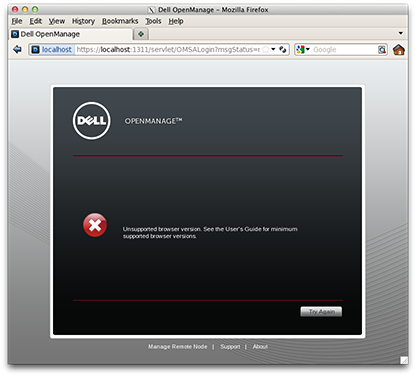 Dell OpenManage – Mozilla Firefox
File Edit View History Bookmarks Tools Help
Dell OpenManage
localhost https://localhost:1311/servlet/OMSALogin?msgStatus= Google
DELL OPENMANAGE™
Unsupported browser version. See the User's Guide for minimum
supported browser versions.
Try Again
Manage Remote Node | Support | About